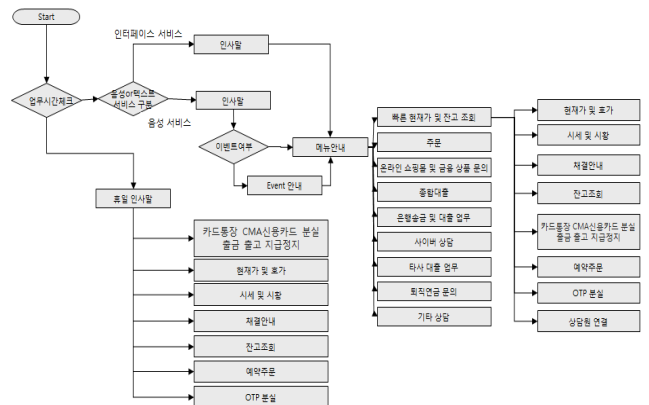 Start
인터페이스 서비스
인사말
업무시간체크
음성or텍스트
서비스 구분
인사말
음성 서비스
이벤트여부
메뉴안내
Event 안내
휴일 인사말
카드통장 CMA신용카드 분실
출금 출고 지급정지
현재가 및 호가
시세 및 시황
재결안내
잔고조회
예약주문
OTP 분실
빠른 현재가 및 잔고 조회
주문
온라인 쇼핑몰 및 금융 상품 문의
종합대출
은행송금 및 대출 업무
사이버 상담
타사 대출 업무
퇴직연금 문의
기타 상담
현재가 및 호가
시세 및 시황
채결안내
잔고조회
카드통장 CMA신용카드 분실
출금 출고 지급정지
예약주문
OTP 분실
상담원 연결